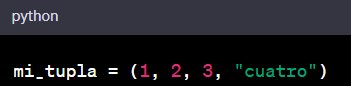 python
mi_tupla = (1, 2, 3, "cuatro")